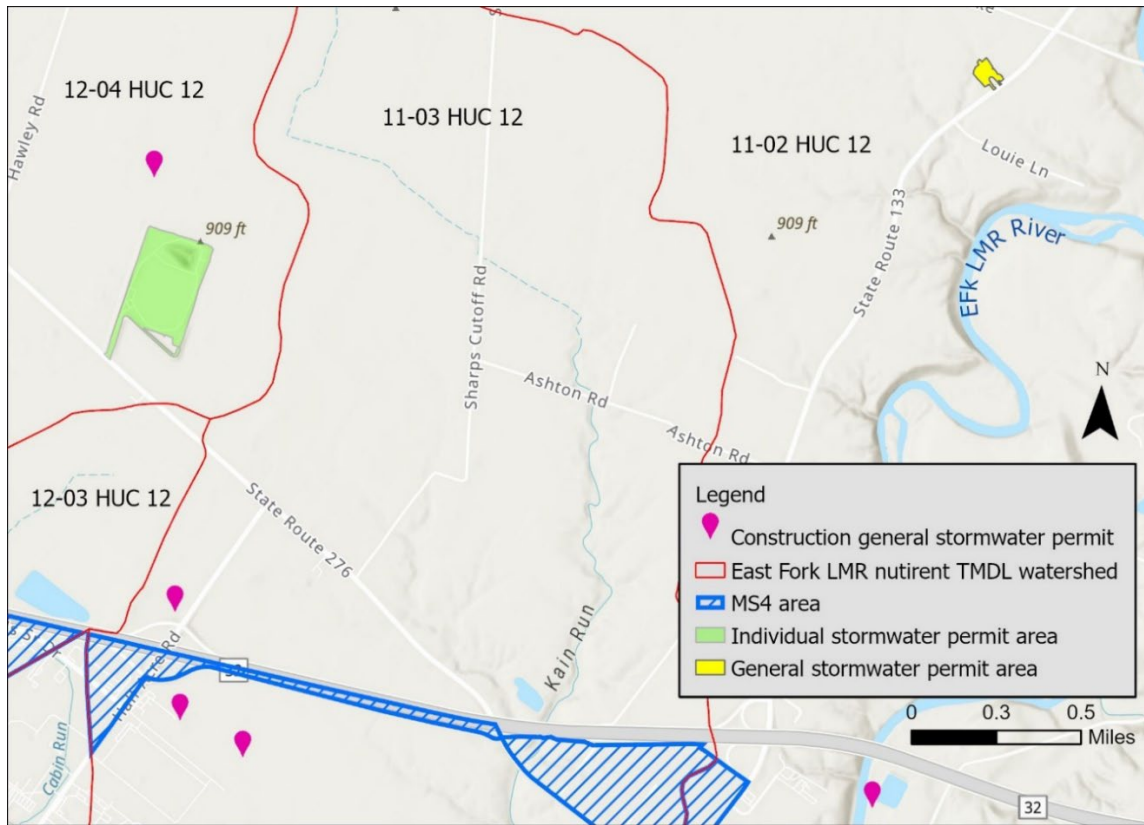 12-04 HUC 12
11-03 HUC 12
11-02 HUC 12
Hawley Rd
Louie Ln
909 ft
909 ft
State Route 133
EFk LMR River
Sharps Cutoff Rd
Ashton Rd
Ashton Rd
N
12-03 HUC 12
State Route 276
Kain Run
Cabin Run
32
Legend
Construction general stormwater permit
East Fork LMR nutirent TMDL watershed
MS4 area
Individual stormwater permit area
General stormwater permit area
0 0.3 0.5
Miles